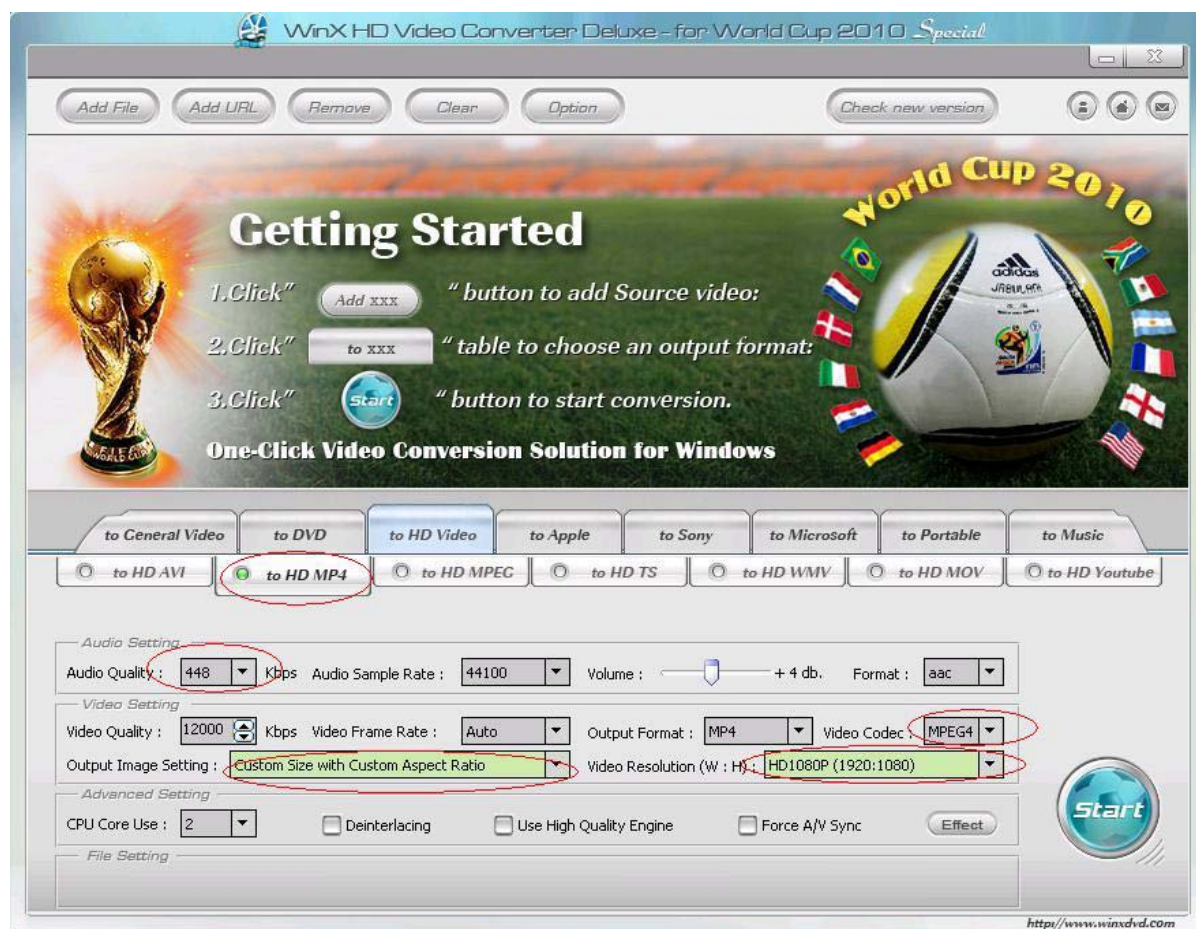 WinX HD Video Converter Deluxe - for World Cup 2010 Special
Add File Add URL Remove Clear Option Check new version
World Cup 2010
Getting Started
adidas
JABULANI
1.Click" Add xxx " button to add Source video:
2.Click" to xxx " table to choose an output format:
3.Click" Start " button to start conversion.
One-Click Video Conversion Solution for Windows
to General Video to DVD to HD Video to Apple to Sony to Microsoft to Portable to Music
to HD AVI to HD MP4 to HD MPEG to HD TS to HD WMV to HD MOV to HD Youtube
Audio Setting
Audio Quality : 448 Kbps Audio Sample Rate : 44100 Volume : + 4 db. Format : aac
Video Setting
Video Quality : 12000 Kbps Video Frame Rate : Auto Output Format : MP4 Video Codec : MPEG4
Output Image Setting : Custom Size with Custom Aspect Ratio Video Resolution (W : H) : HD1080P (1920:1080)
Advanced Setting
CPU Core Use : 2 Deinterlacing Use High Quality Engine Force A/V Sync Effect
Start
File Setting
http://www.winxdvd.com